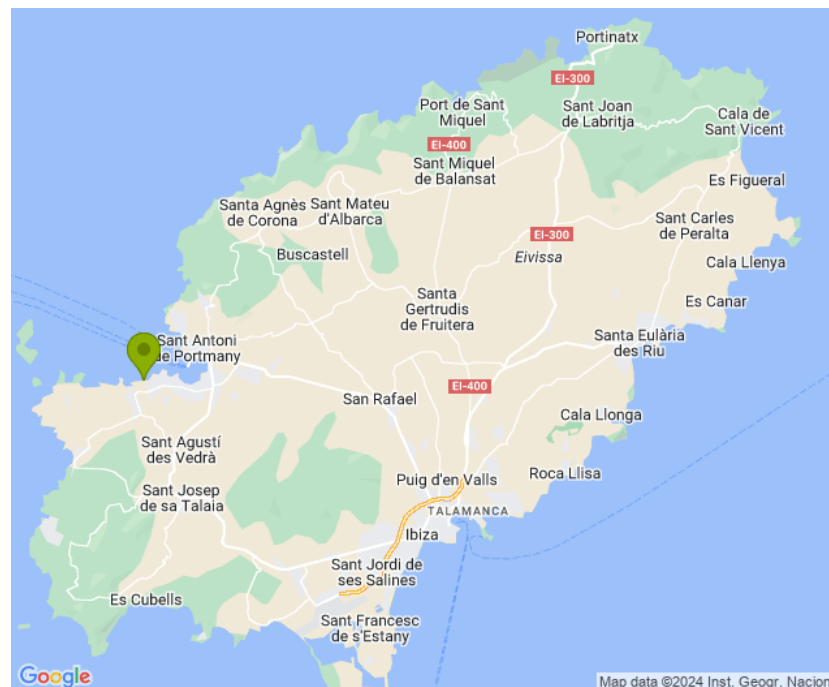 Portinatx
EI-300
Port de Sant
Miquel
Sant Joan
de Labritja
Cala de
Sant Vicent
EI-400
Sant Miquel
de Balansat
Es Figueral
Santa Agnès
de Corona
Sant Mateu
d'Albarca
Sant Carles
de Peralta
EI-300
Buscastell
Eivissa
Cala Llenya
Santa
Gertrudis
de Fruitera
Es Canar
Sant Antoni
de Portmany
Santa Eulària
des Riu
EI-400
San Rafael
Cala Llonga
Sant Agustí
des Vedrà
Roca Llisa
Puig d'en Valls
Sant Josep
de sa Talaia
TALAMANCA
Ibiza
Sant Jordi de
ses Salines
Es Cubells
Sant Francesc
de s'Estany
Google
Map data ©2024 Inst. Geogr. Nacion